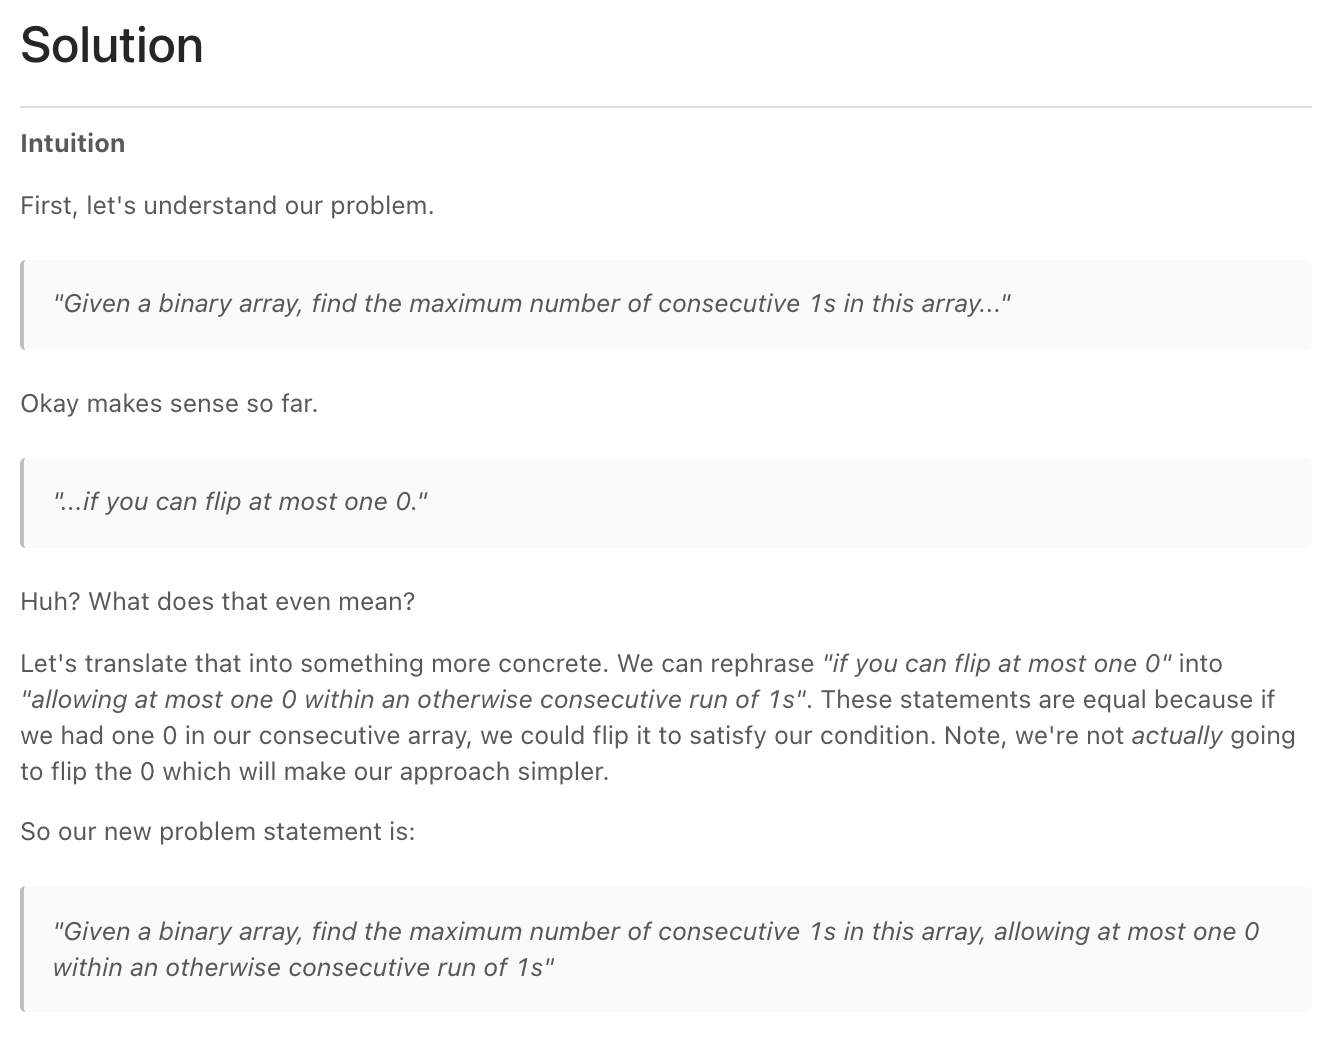 Solution
Intuition
First, let's understand our problem.
"Given a binary array, find the maximum number of consecutive 1s in this array..."
Okay makes sense so far.
"...if you can flip at most one 0."
Huh? What does that even mean?
Let's translate that into something more concrete. We can rephrase "if you can flip at most one 0" into
"allowing at most one 0 within an otherwise consecutive run of 1s". These statements are equal because if
we had one 0 in our consecutive array, we could flip it to satisfy our condition. Note, we're not actually going
to flip the 0 which will make our approach simpler.
So our new problem statement is:
"Given a binary array, find the maximum number of consecutive 1s in this array, allowing at most one 0
within an otherwise consecutive run of 1s"